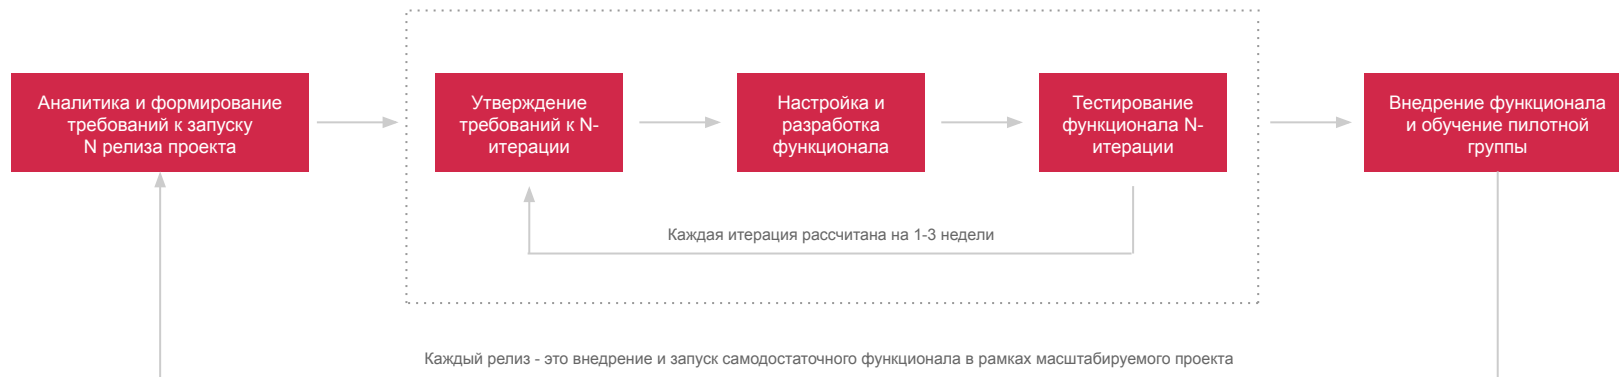 Аналитика и формирование
требований к запуску
N релиза проекта
Утверждение
требований к N-
итерации
Настройка и
разработка
функционала
Тестирование
функционала N-
итерации
Внедрение функционала
и обучение пилотной
группы
Каждая итерация рассчитана на 1-3 недели
Каждый релиз - это внедрение и запуск самодостаточного функционала в рамках масштабируемого проекта